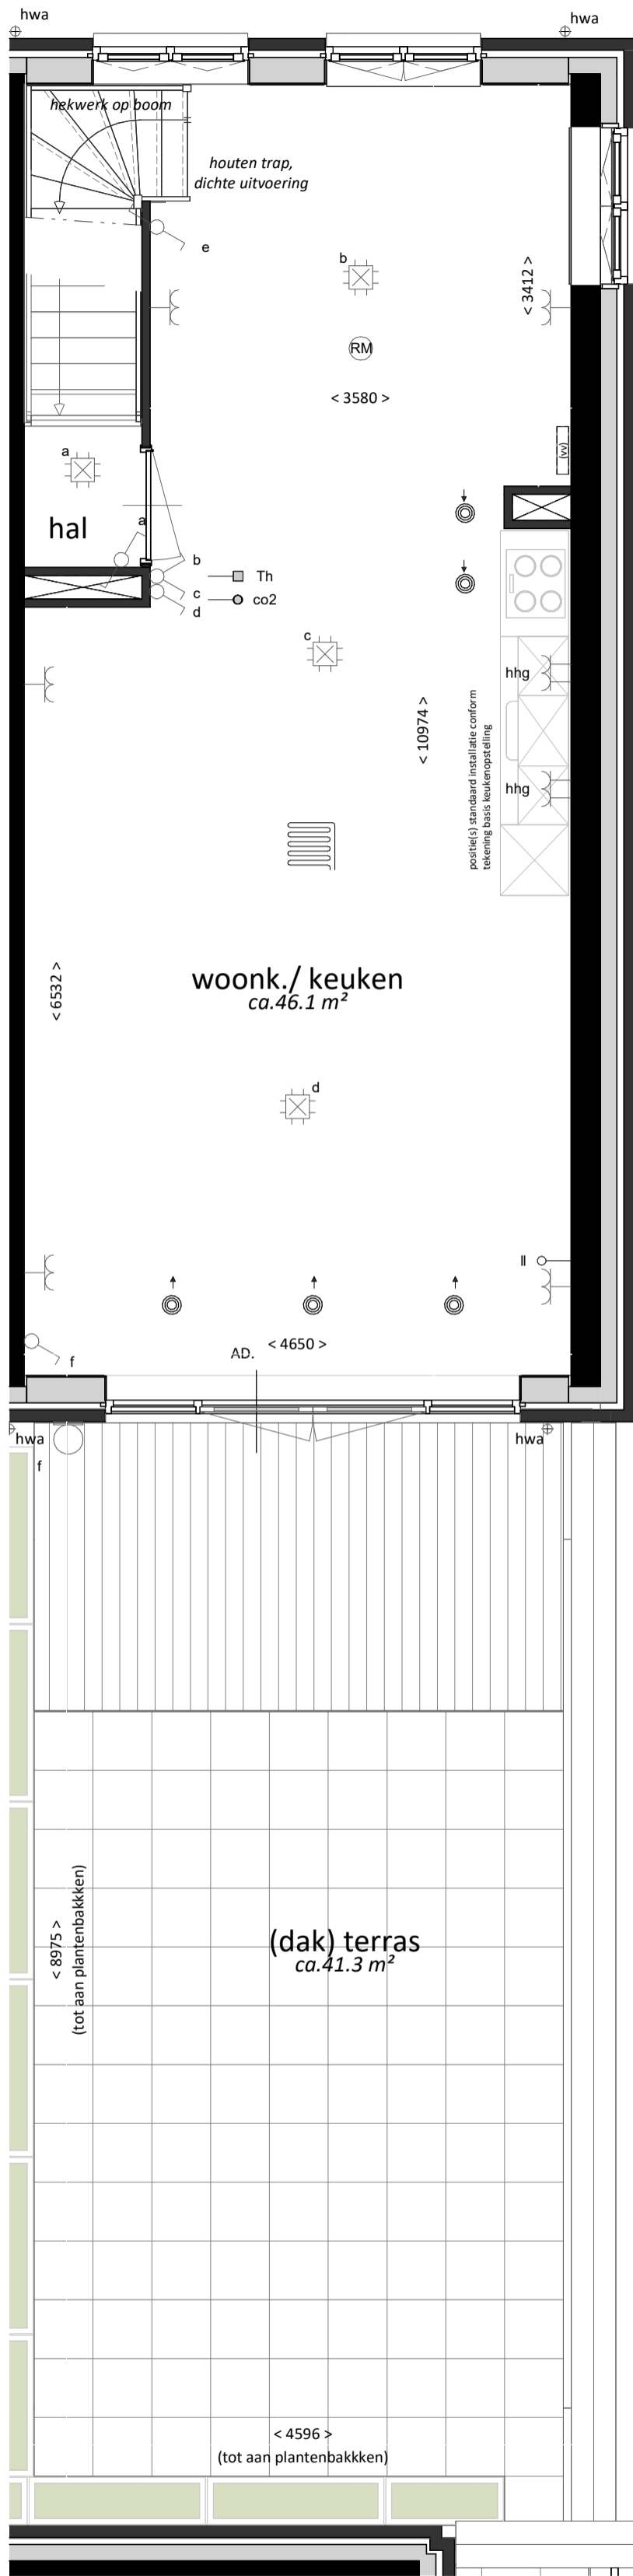 hwa
hwa
hekwerk op boom
houten trap,
dichte uitvoering
e
b
< 3412 >
RM
< 3580 >
a
(vv)
hal
a
b
c
d
Th
co2
c
hhg
< 10974 >
positie(s) standaard installatie conform
tekening basis keukenopstelling
hhg
woonk./ keuken
ca.46.1 m²
< 6532 >
d
II
< 4650 >
AD.
f
hwa
hwa
f
(dak) terras
ca.41.3 m²
< 8975 >
(tot aan plantenbakkken)
< 4596 >
(tot aan plantenbakkken)